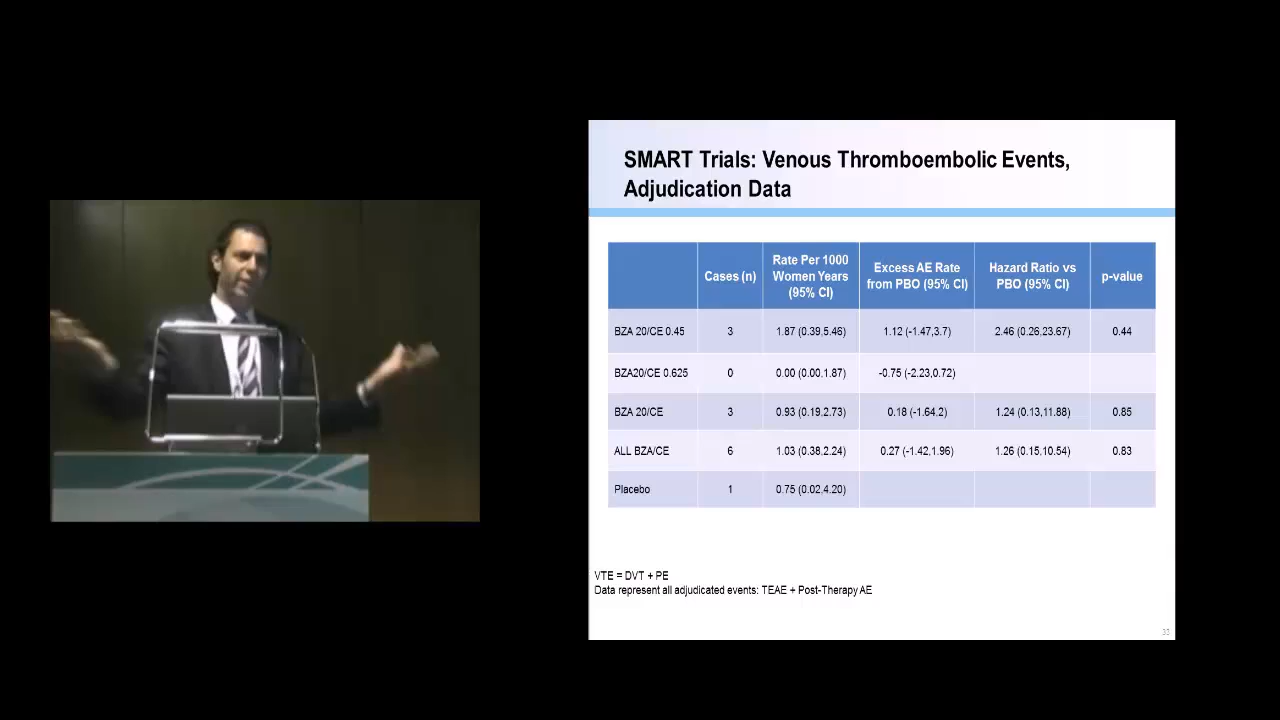 SMART Trials: Venous Thromboembolic Events,
Adjudication Data
Cases (n)
Rate Per 1000
Women Years
(95% CI)
Excess AE Rate
from PBO (95% CI)
Hazard Ratio vs
PBO (95% CI)
p-value
BZA 20/CE 0.45 3 1.87 (0.39,5.46) 1.12 (-1.47,3.7) 2.46 (0.26,23.67) 0.44
BZA20/CE 0.625 0 0.00 (0.00.1.87) -0.75 (-2.23,0.72)
BZA 20/CE 3 0.93 (0.19,2.73) 0.18 (-1.64.2) 1.24 (0.13,11.88) 0.85
ALL BZA/CE 6 1.03 (0.38,2.24) 0.27 (-1.42,1.96) 1.26 (0.15,10.54) 0.83
Placebo 1 0.75 (0.02,4.20)
VTE = DVT + PE
Data represent all adjudicated events: TEAE + Post-Therapy AE